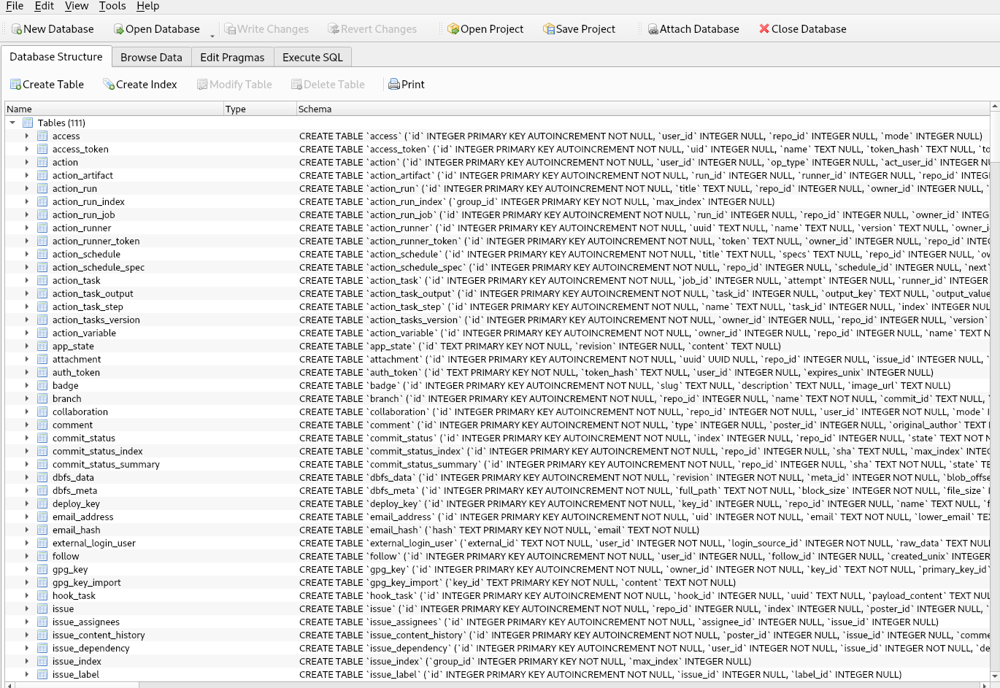 File Edit View Tools Help
New Database Open Database Write Changes Revert Changes Open Project Save Project Attach Database Close Database
Database Structure Browse Data Edit Pragmas Execute SQL
Create Table Create Index Modify Table Delete Table Print
Name Type Schema
Tables (111)
access CREATE TABLE `access` (`id` INTEGER PRIMARY KEY AUTOINCREMENT NOT NULL, `user_id` INTEGER NULL, `repo_id` INTEGER NULL, `mode` INTEGER NULL)
access_token CREATE TABLE `access_token` (`id` INTEGER PRIMARY KEY AUTOINCREMENT NOT NULL, `uid` INTEGER NULL, `name` TEXT NULL, `token_hash` TEXT NULL, `to
action CREATE TABLE `action` (`id` INTEGER PRIMARY KEY AUTOINCREMENT NOT NULL, `user_id` INTEGER NULL, `op_type` INTEGER NULL, `act_user_id` INTEGER NU
action_artifact CREATE TABLE `action_artifact` (`id` INTEGER PRIMARY KEY AUTOINCREMENT NOT NULL, `run_id` INTEGER NULL, `runner_id` INTEGER NULL, `repo_id` INTEG
action_run CREATE TABLE `action_run` (`id` INTEGER PRIMARY KEY AUTOINCREMENT NOT NULL, `title` TEXT NULL, `repo_id` INTEGER NULL, `owner_id` INTEGER NULL, `
action_run_index CREATE TABLE `action_run_index` (`group_id` INTEGER PRIMARY KEY NOT NULL, `max_index` INTEGER NULL)
action_run_job CREATE TABLE `action_run_job` (`id` INTEGER PRIMARY KEY AUTOINCREMENT NOT NULL, `run_id` INTEGER NULL, `repo_id` INTEGER NULL, `owner_id` INTEG
action_runner CREATE TABLE `action_runner` (`id` INTEGER PRIMARY KEY AUTOINCREMENT NOT NULL, `uuid` TEXT NULL, `name` TEXT NULL, `version` TEXT NULL, `owner_i
action_runner_token CREATE TABLE `action_runner_token` (`id` INTEGER PRIMARY KEY AUTOINCREMENT NOT NULL, `token` TEXT NULL, `owner_id` INTEGER NULL, `repo_id` INTEG
action_schedule CREATE TABLE `action_schedule` (`id` INTEGER PRIMARY KEY AUTOINCREMENT NOT NULL, `title` TEXT NULL, `specs` TEXT NULL, `repo_id` INTEGER NULL, `ow
action_schedule_spec CREATE TABLE `action_schedule_spec` (`id` INTEGER PRIMARY KEY AUTOINCREMENT NOT NULL, `repo_id` INTEGER NULL, `schedule_id` INTEGER NULL, `next`
action_task CREATE TABLE `action_task` (`id` INTEGER PRIMARY KEY AUTOINCREMENT NOT NULL, `job_id` INTEGER NULL, `attempt` INTEGER NULL, `runner_id` INTEGER
action_task_output CREATE TABLE `action_task_output` (`id` INTEGER PRIMARY KEY AUTOINCREMENT NOT NULL, `task_id` INTEGER NULL, `output_key` TEXT NULL, `output_value
action_task_step CREATE TABLE `action_task_step` (`id` INTEGER PRIMARY KEY AUTOINCREMENT NOT NULL, `name` TEXT NULL, `task_id` INTEGER NULL, `index` INTEGER NUL
action_tasks_version CREATE TABLE `action_tasks_version` (`id` INTEGER PRIMARY KEY AUTOINCREMENT NOT NULL, `owner_id` INTEGER NULL, `repo_id` INTEGER NULL, `version`
action_variable CREATE TABLE `action_variable` (`id` INTEGER PRIMARY KEY AUTOINCREMENT NOT NULL, `owner_id` INTEGER NULL, `repo_id` INTEGER NULL, `name` TEXT N
app_state CREATE TABLE `app_state` (`id` TEXT PRIMARY KEY NOT NULL, `revision` INTEGER NULL, `content` TEXT NULL)
attachment CREATE TABLE `attachment` (`id` INTEGER PRIMARY KEY AUTOINCREMENT NOT NULL, `uuid` UUID NULL, `repo_id` INTEGER NULL, `issue_id` INTEGER NULL, `
auth_token CREATE TABLE `auth_token` (`id` TEXT PRIMARY KEY NOT NULL, `token_hash` TEXT NULL, `user_id` INTEGER NULL, `expires_unix` INTEGER NULL)
badge CREATE TABLE `badge` (`id` INTEGER PRIMARY KEY AUTOINCREMENT NOT NULL, `slug` TEXT NULL, `description` TEXT NULL, `image_url` TEXT NULL)
branch CREATE TABLE `branch` (`id` INTEGER PRIMARY KEY AUTOINCREMENT NOT NULL, `repo_id` INTEGER NULL, `name` TEXT NOT NULL, `commit_id` TEXT NULL, `
collaboration CREATE TABLE `collaboration` (`id` INTEGER PRIMARY KEY AUTOINCREMENT NOT NULL, `repo_id` INTEGER NOT NULL, `user_id` INTEGER NOT NULL, `mode` I
comment CREATE TABLE `comment` (`id` INTEGER PRIMARY KEY AUTOINCREMENT NOT NULL, `type` INTEGER NULL, `poster_id` INTEGER NULL, `original_author` TEXT I
commit_status CREATE TABLE `commit_status` (`id` INTEGER PRIMARY KEY AUTOINCREMENT NOT NULL, `index` INTEGER NULL, `repo_id` INTEGER NULL, `state` TEXT NOT N
commit_status_index CREATE TABLE `commit_status_index` (`id` INTEGER PRIMARY KEY AUTOINCREMENT NOT NULL, `repo_id` INTEGER NULL, `sha` TEXT NULL, `max_index` INTEG
commit_status_summary CREATE TABLE `commit_status_summary` (`id` INTEGER PRIMARY KEY AUTOINCREMENT NOT NULL, `repo_id` INTEGER NULL, `sha` TEXT NOT NULL, `state` TE
dbfs_data CREATE TABLE `dbfs_data` (`id` INTEGER PRIMARY KEY AUTOINCREMENT NOT NULL, `revision` INTEGER NOT NULL, `meta_id` INTEGER NOT NULL, `blob_offse
dbfs_meta CREATE TABLE `dbfs_meta` (`id` INTEGER PRIMARY KEY AUTOINCREMENT NOT NULL, `full_path` TEXT NOT NULL, `block_size` INTEGER NOT NULL, `file_size` I
deploy_key CREATE TABLE `deploy_key` (`id` INTEGER PRIMARY KEY AUTOINCREMENT NOT NULL, `key_id` INTEGER NULL, `repo_id` INTEGER NULL, `name` TEXT NULL, `f
email_address CREATE TABLE `email_address` (`id` INTEGER PRIMARY KEY AUTOINCREMENT NOT NULL, `uid` INTEGER NOT NULL, `email` TEXT NOT NULL, `lower_email` TEX
email_hash CREATE TABLE `email_hash` (`hash` TEXT PRIMARY KEY NOT NULL, `email` TEXT NOT NULL)
external_login_user CREATE TABLE `external_login_user` (`external_id` TEXT NOT NULL, `user_id` INTEGER NOT NULL, `login_source_id` INTEGER NOT NULL, `raw_data` TEXT NULL
follow CREATE TABLE `follow` (`id` INTEGER PRIMARY KEY AUTOINCREMENT NOT NULL, `user_id` INTEGER NULL, `follow_id` INTEGER NULL, `created_unix` INTEGER
gpg_key CREATE TABLE `gpg_key` (`id` INTEGER PRIMARY KEY AUTOINCREMENT NOT NULL, `owner_id` INTEGER NOT NULL, `key_id` TEXT NOT NULL, `primary_key_id`
gpg_key_import CREATE TABLE `gpg_key_import` (`key_id` TEXT PRIMARY KEY NOT NULL, `content` TEXT NOT NULL)
hook_task CREATE TABLE `hook_task` (`id` INTEGER PRIMARY KEY AUTOINCREMENT NOT NULL, `hook_id` INTEGER NULL, `uuid` TEXT NULL, `payload_content` TEXT NUL
issue CREATE TABLE `issue` (`id` INTEGER PRIMARY KEY AUTOINCREMENT NOT NULL, `repo_id` INTEGER NULL, `index` INTEGER NULL, `poster_id` INTEGER NULL, `
issue_assignees CREATE TABLE `issue_assignees` (`id` INTEGER PRIMARY KEY AUTOINCREMENT NOT NULL, `assignee_id` INTEGER NULL, `issue_id` INTEGER NULL)
issue_content_history CREATE TABLE `issue_content_history` (`id` INTEGER PRIMARY KEY AUTOINCREMENT NOT NULL, `poster_id` INTEGER NULL, `issue_id` INTEGER NULL, `comme
issue_dependency CREATE TABLE `issue_dependency` (`id` INTEGER PRIMARY KEY AUTOINCREMENT NOT NULL, `user_id` INTEGER NOT NULL, `issue_id` INTEGER NOT NULL, `de
issue_index CREATE TABLE `issue_index` (`group_id` INTEGER PRIMARY KEY NOT NULL, `max_index` INTEGER NULL)
issue_label CREATE TABLE `issue_label` (`id` INTEGER PRIMARY KEY AUTOINCREMENT NOT NULL, `issue_id` INTEGER NULL, `label_id` INTEGER NULL)